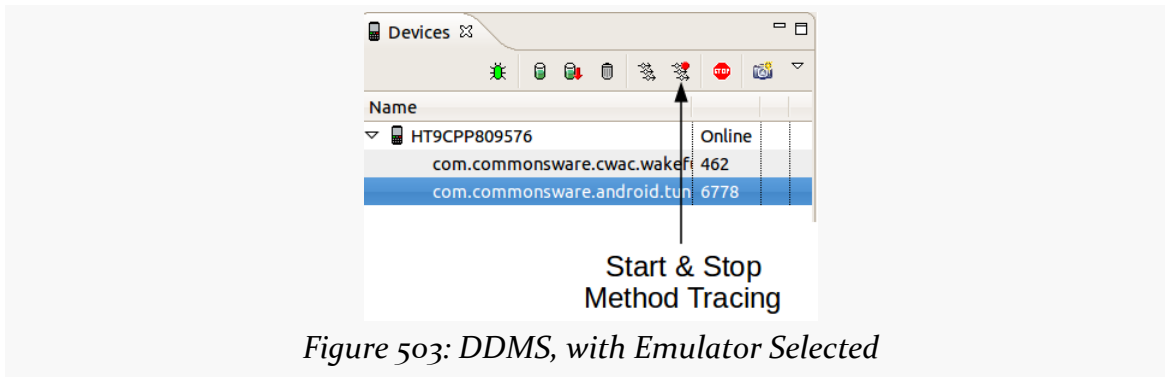 Devices
STOP
Name
HT9CPP809576 Online
com.commonsware.cwac.wakef 462
com.commonsware.android.tun 6778
Start & Stop
Method Tracing
Figure 503: DDMS, with Emulator Selected